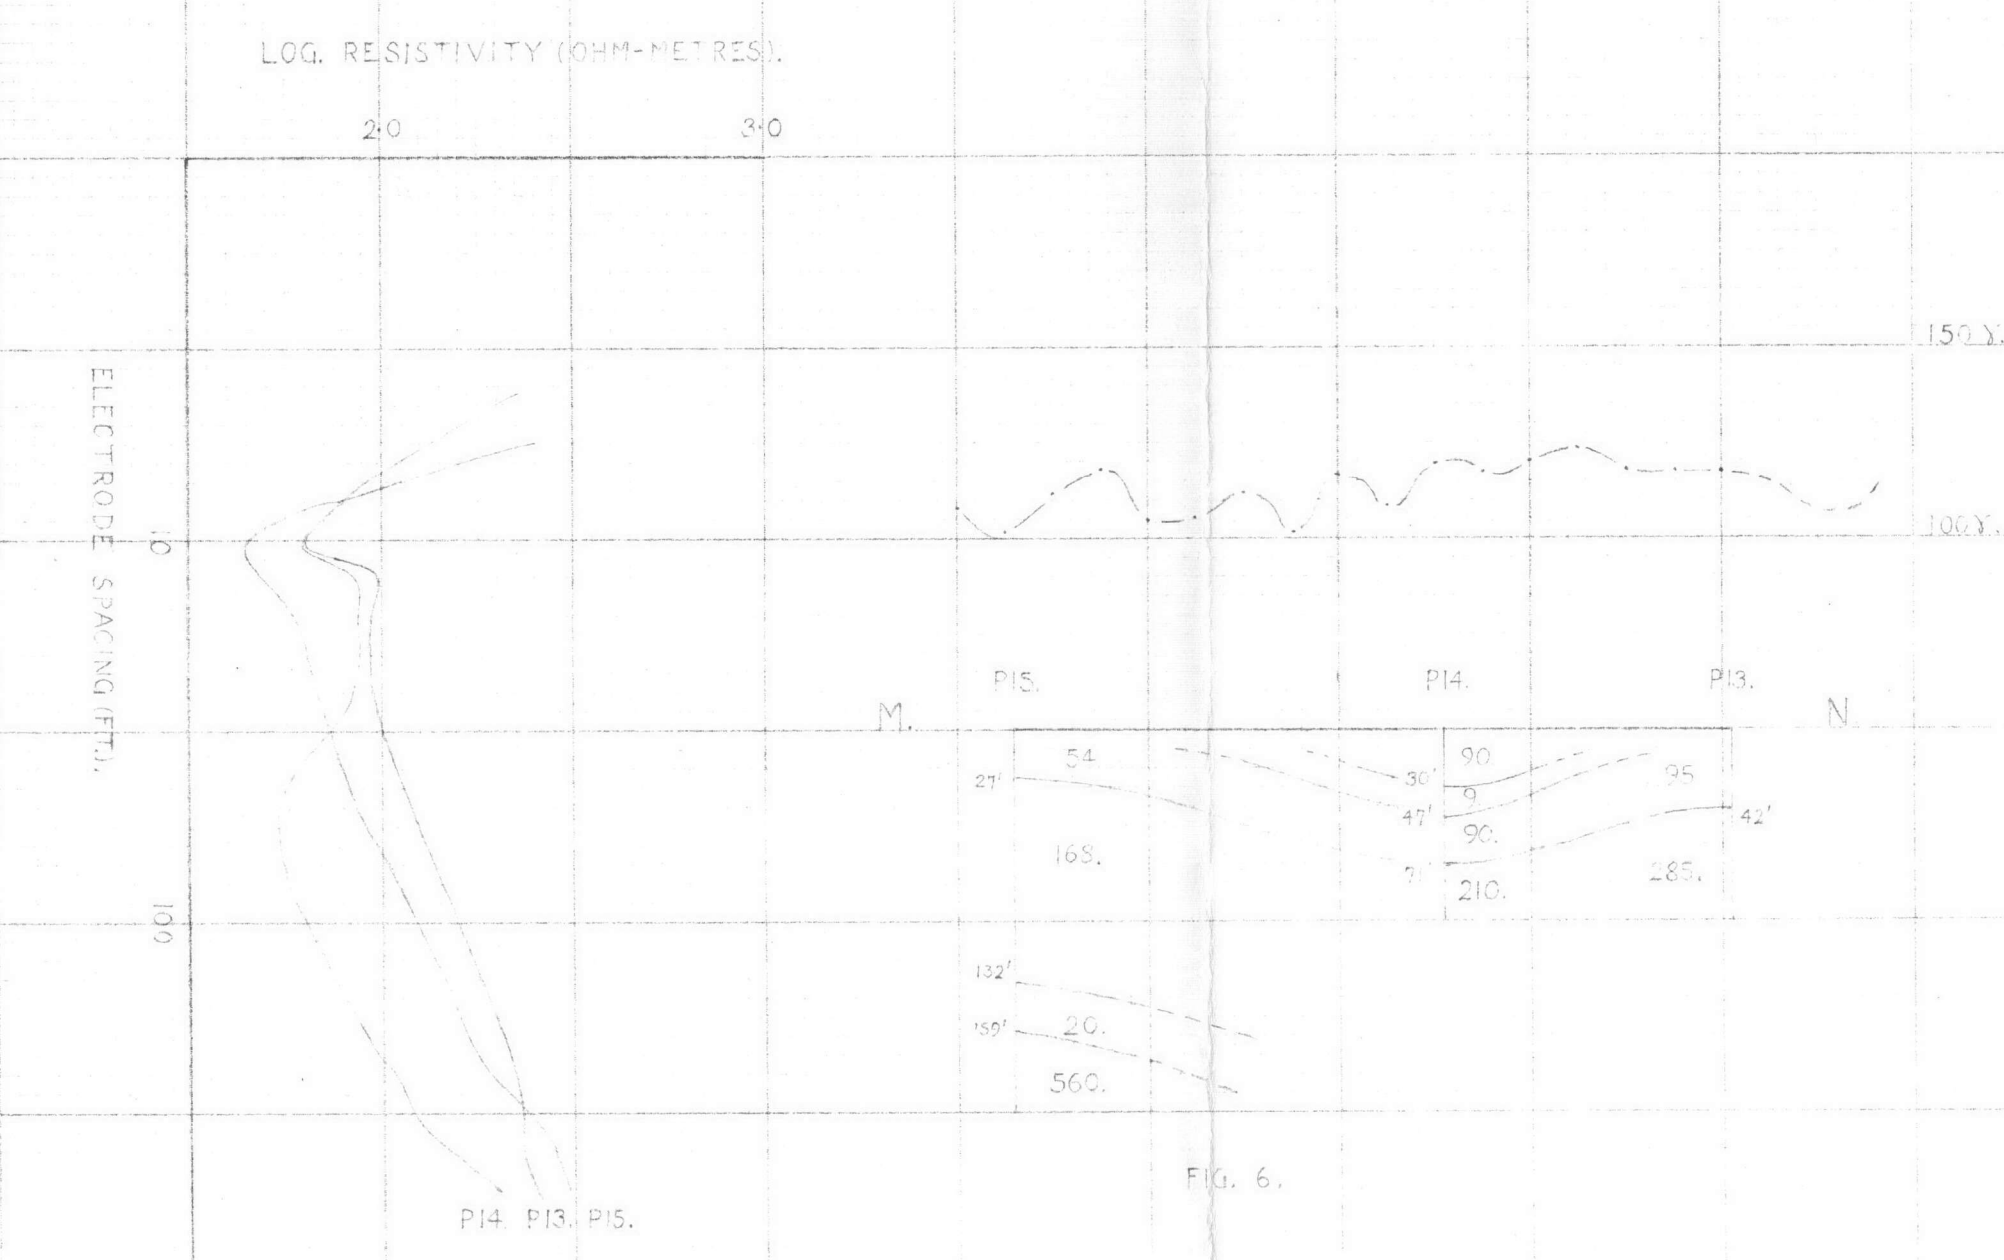 LOG. RESISTIVITY (OHM-METRES).
2·0
3·0
ELECTRODE SPACING (FT.).
10
100
150 γ.
100 γ.
P15.
P14.
P13.
M.
N.
54
27'
168.
132'
20.
159'
560.
30'
90
9.
47'
90.
71'
210.
95
42'
285.
FIG. 6.
P14. P13. P15.